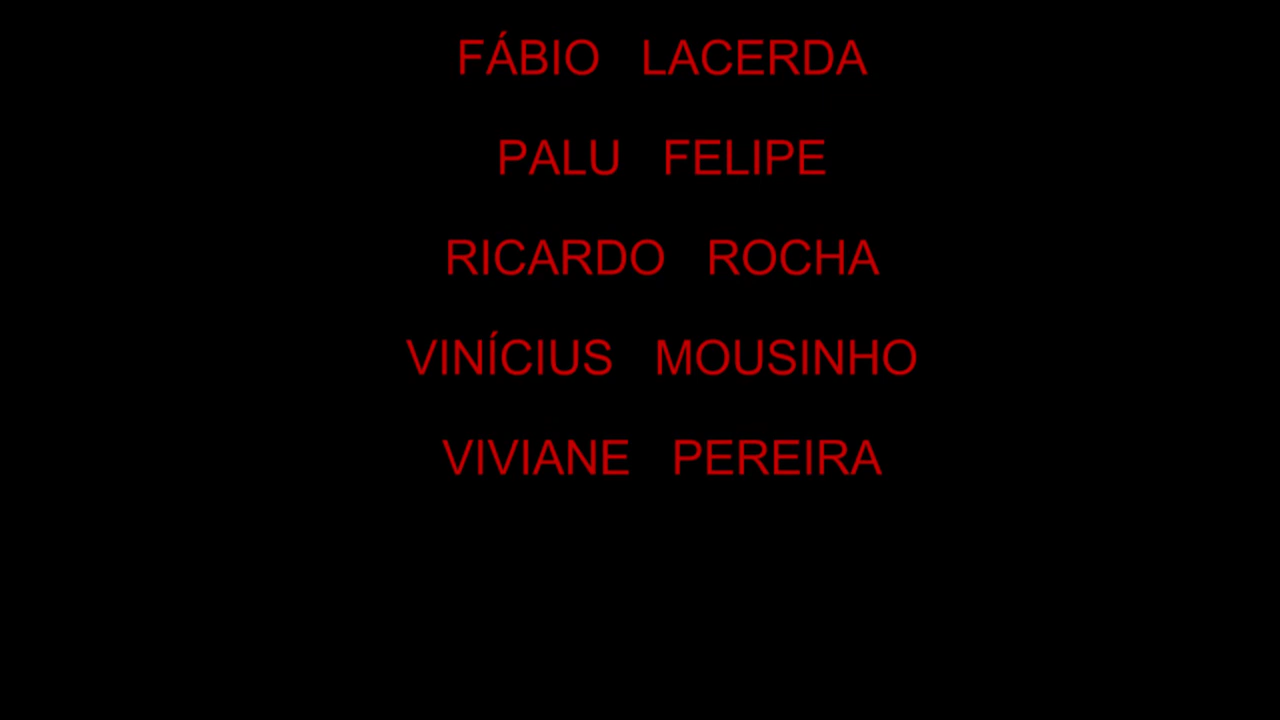 FÁBIO LACERDA
PALU FELIPE
RICARDO ROCHA
VINÍCIUS MOUSINHO
VIVIANE PEREIRA